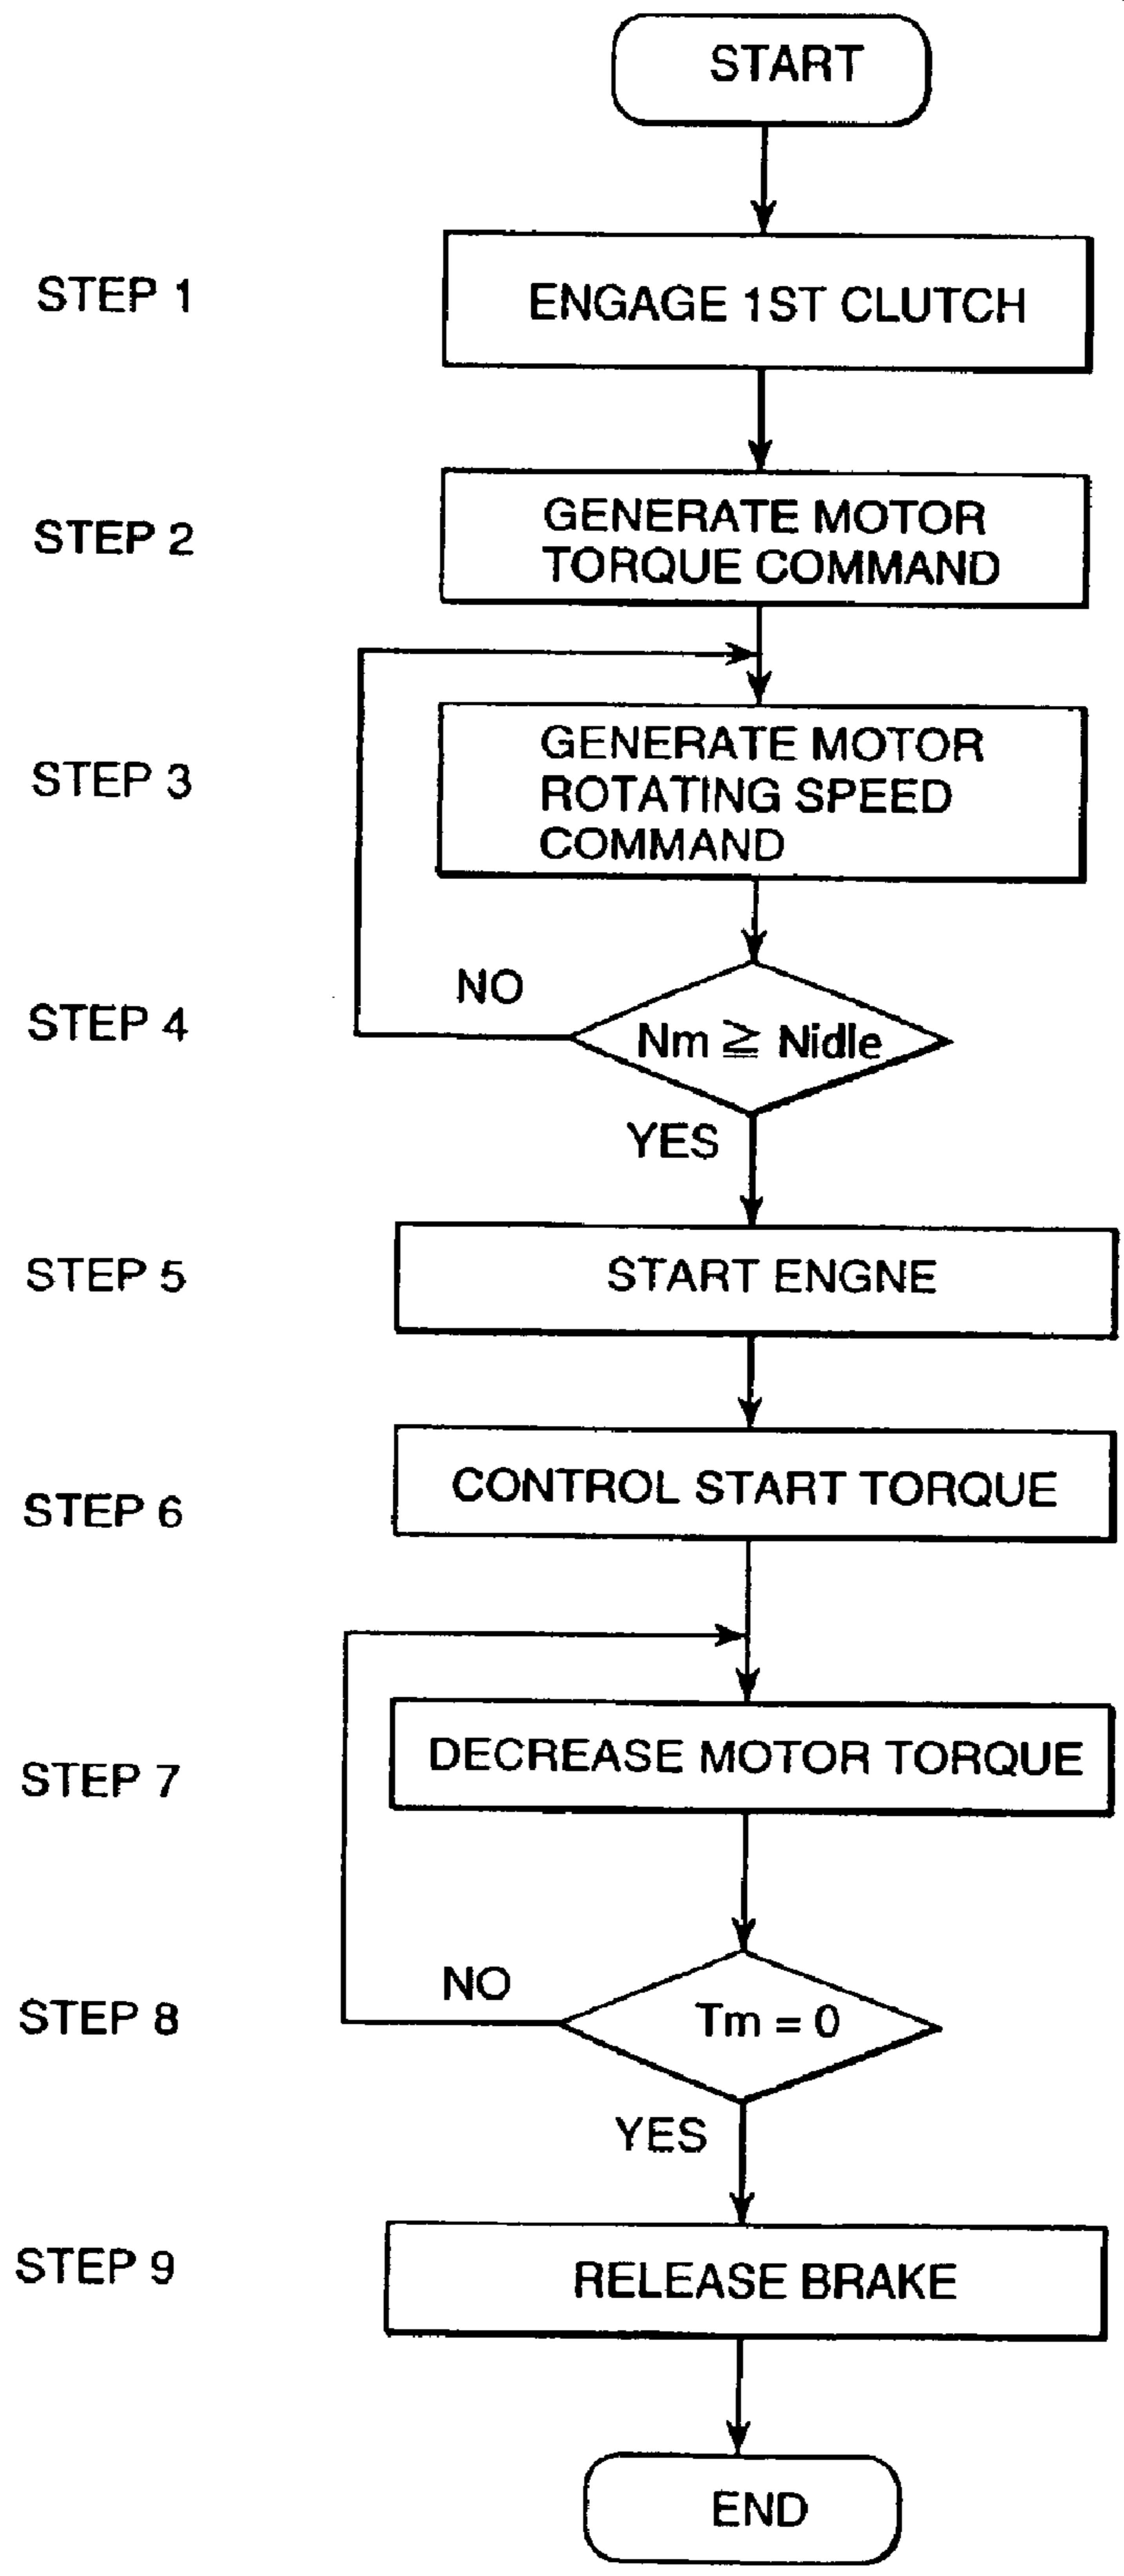 START
STEP 1
ENGAGE 1ST CLUTCH
STEP 2
GENERATE MOTOR
TORQUE COMMAND
STEP 3
GENERATE MOTOR
ROTATING SPEED
COMMAND
STEP 4
NO
Nm ≧ Nidle
YES
STEP 5
START ENGNE
STEP 6
CONTROL START TORQUE
STEP 7
DECREASE MOTOR TORQUE
STEP 8
NO
Tm = 0
YES
STEP 9
RELEASE BRAKE
END